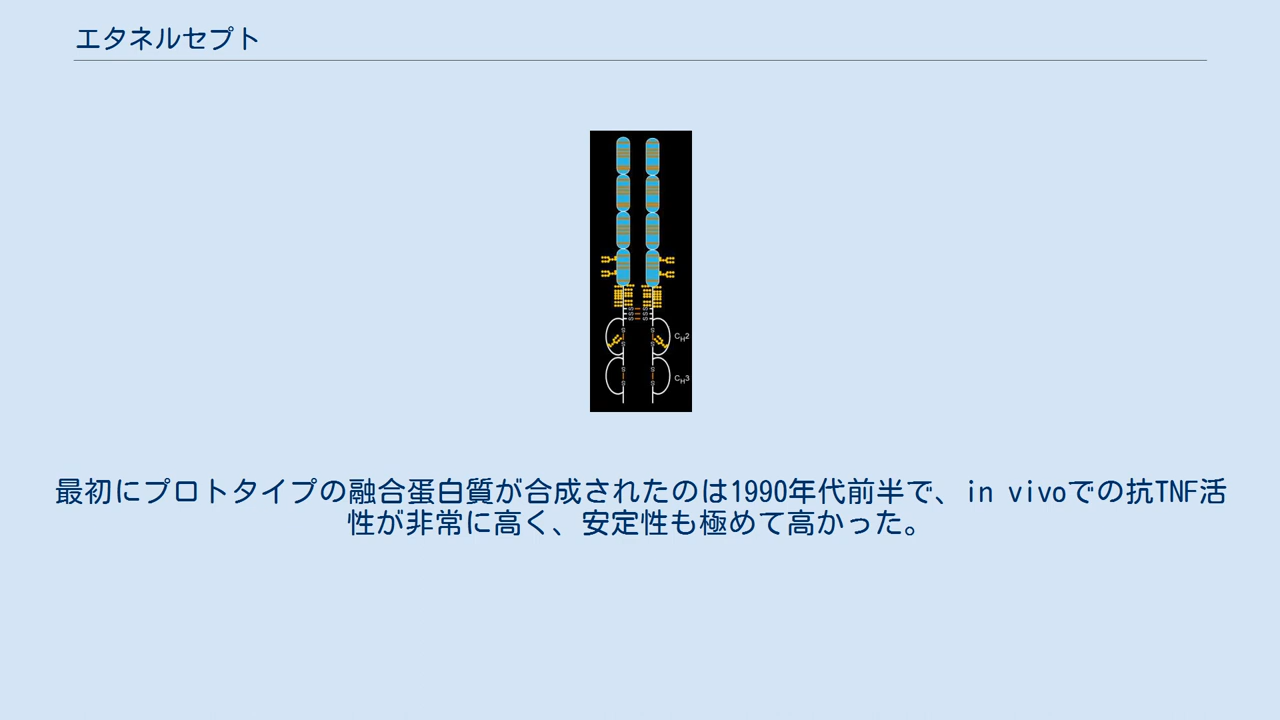 エタネルセプト
S S
S S
S S
S S
S S
CH2
S S
S S
CH3
最初にプロトタイプの融合蛋白質が合成されたのは1990年代前半で、in vivoでの抗TNF活
性が非常に高く、安定性も極めて高かった。